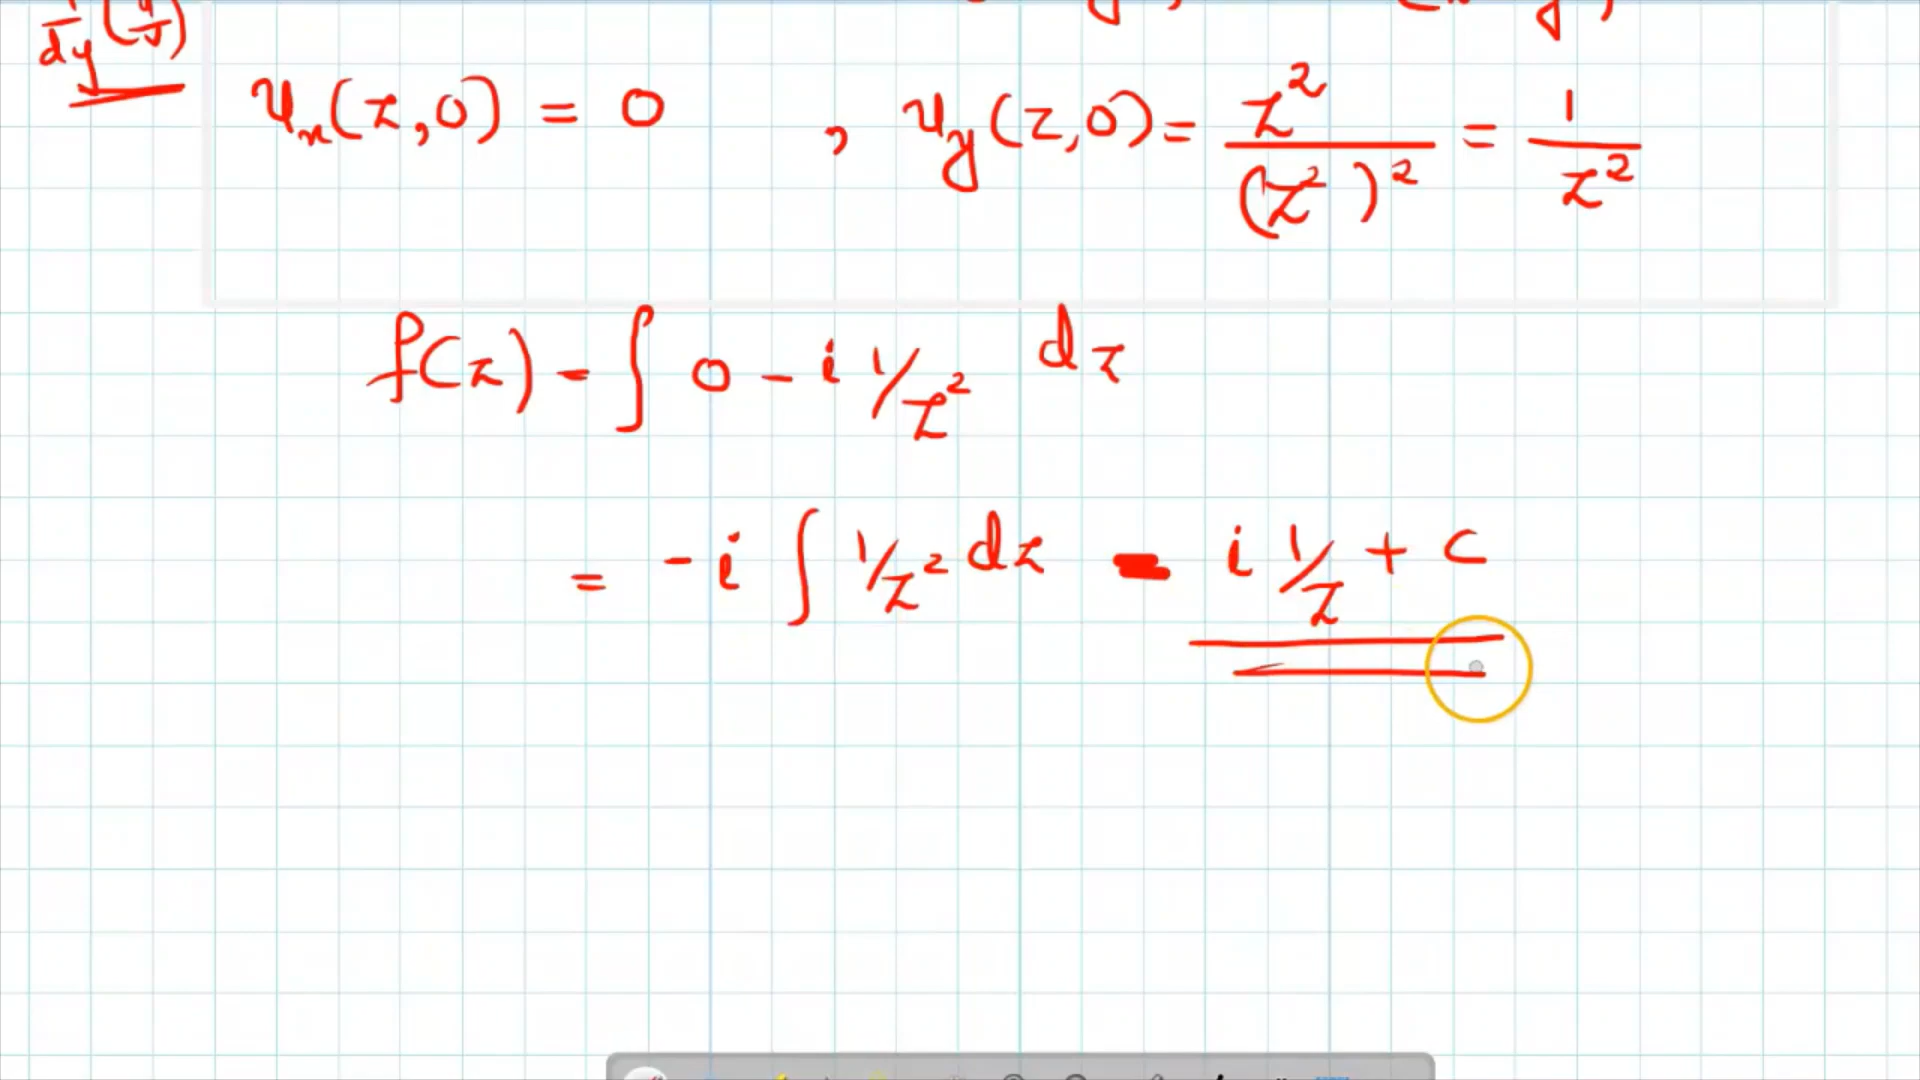 u_x(z,0) = 0 , u_y(z,0) = z²/(z²)² = 1/z²
f(z) = ∫ 0 - i 1/z² dz
= -i ∫ 1/z² dz = i 1/z + c